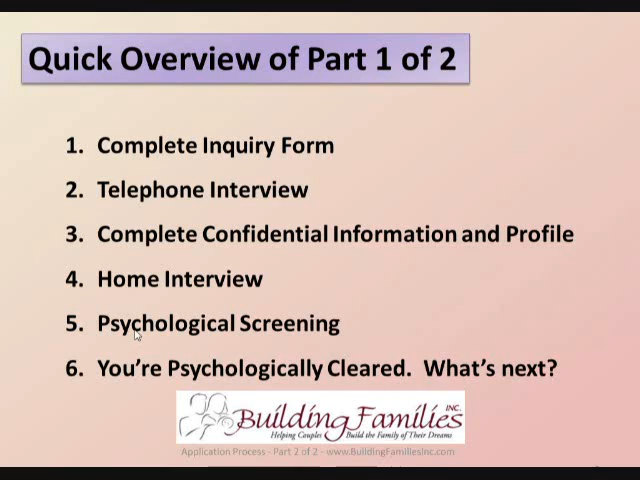 Quick Overview of Part 1 of 2
1. Complete Inquiry Form
2. Telephone Interview
3. Complete Confidential Information and Profile
4. Home Interview
5. Psychological Screening
6. You're Psychologically Cleared. What's next?
Building Families INC.
Helping Couples Build the Family of Their Dreams
Application Process - Part 2 of 2 - www.BuildingFamiliesInc.com